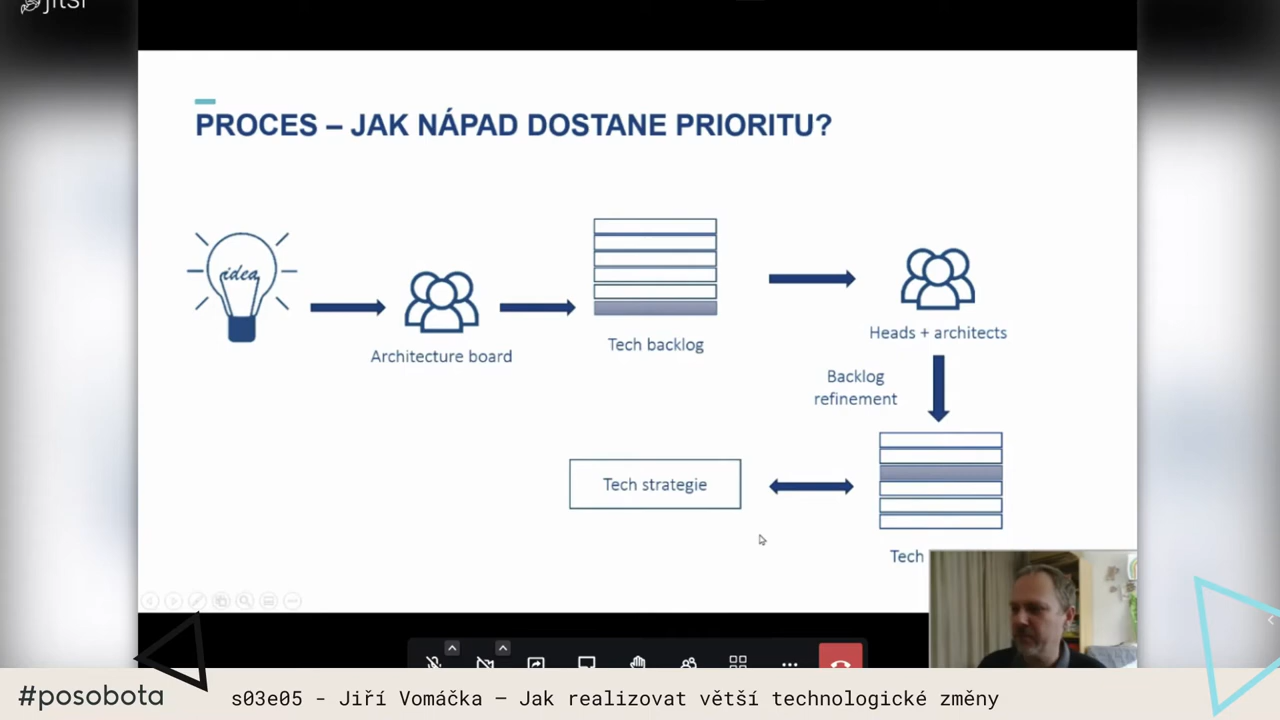 PROCES – JAK NÁPAD DOSTANE PRIORITU?
idea
Architecture board
Tech backlog
Heads + architects
Backlog
refinement
Tech strategie
Tech
#posobota
s03e05 - Jiří Vomáčka – Jak realizovat větší technologické změny